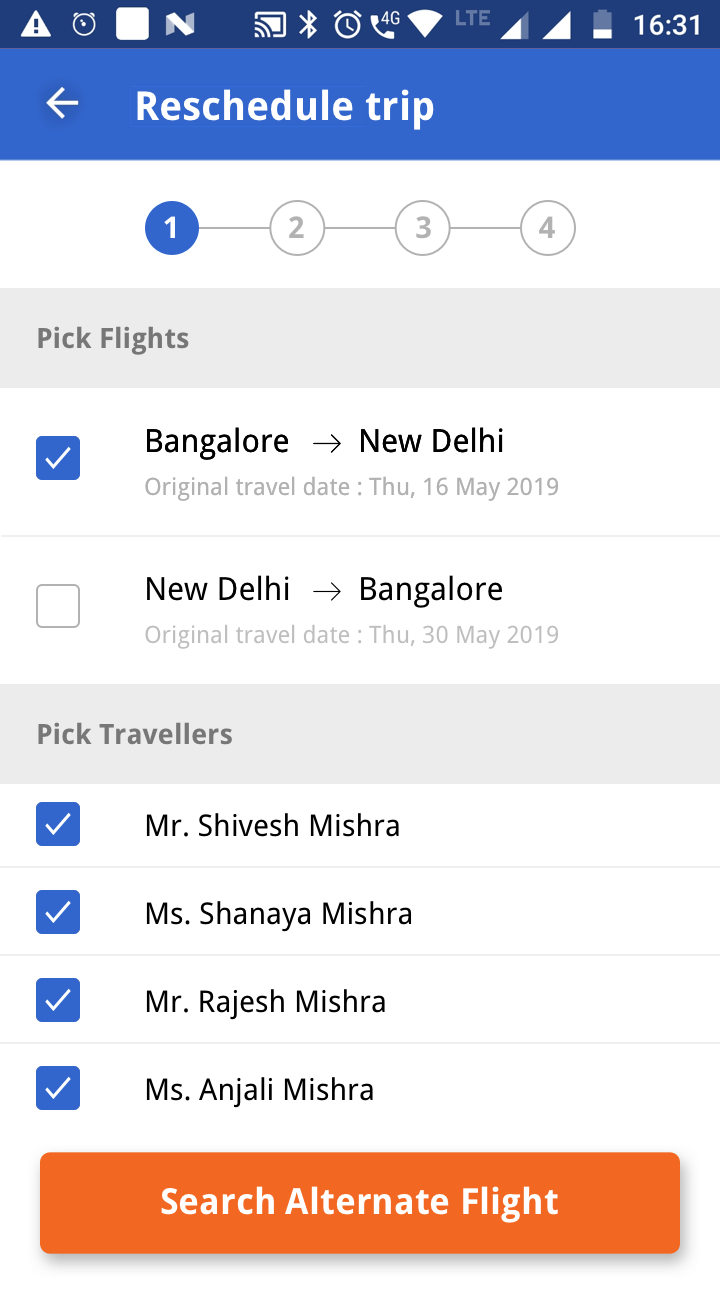 4G LTE 16:31
Reschedule trip
1 2 3 4
Pick Flights
Bangalore → New Delhi
Original travel date : Thu, 16 May 2019
New Delhi → Bangalore
Original travel date : Thu, 30 May 2019
Pick Travellers
Mr. Shivesh Mishra
Ms. Shanaya Mishra
Mr. Rajesh Mishra
Ms. Anjali Mishra
Search Alternate Flight